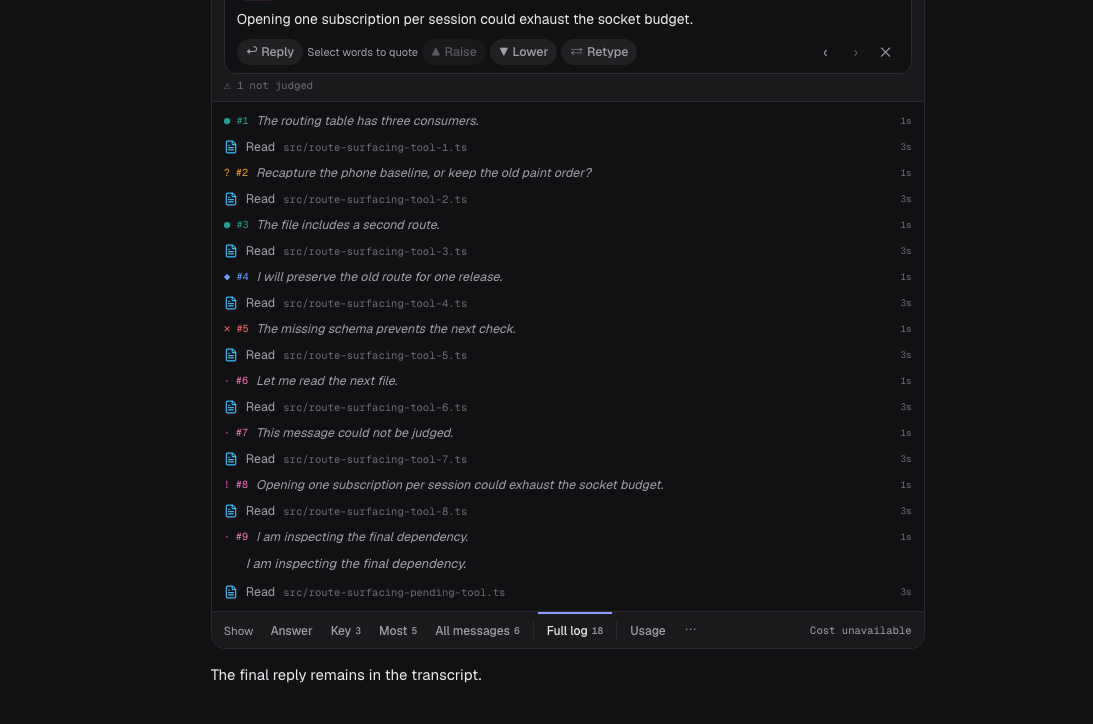 Opening one subscription per session could exhaust the socket budget.
↩ Reply Select words to quote ▲ Raise ▼ Lower ⇄ Retype ‹ › ×
⚠ 1 not judged
● #1 The routing table has three consumers. 1s
Read src/route-surfacing-tool-1.ts 3s
? #2 Recapture the phone baseline, or keep the old paint order? 1s
Read src/route-surfacing-tool-2.ts 3s
● #3 The file includes a second route. 1s
Read src/route-surfacing-tool-3.ts 3s
◆ #4 I will preserve the old route for one release. 1s
Read src/route-surfacing-tool-4.ts 3s
× #5 The missing schema prevents the next check. 1s
Read src/route-surfacing-tool-5.ts 3s
· #6 Let me read the next file. 1s
Read src/route-surfacing-tool-6.ts 3s
· #7 This message could not be judged. 1s
Read src/route-surfacing-tool-7.ts 3s
! #8 Opening one subscription per session could exhaust the socket budget. 1s
Read src/route-surfacing-tool-8.ts 3s
· #9 I am inspecting the final dependency. 1s
I am inspecting the final dependency.
Read src/route-surfacing-pending-tool.ts 3s
Show Answer Key 3 Most 5 All messages 6 Full log 18 Usage ··· Cost unavailable
The final reply remains in the transcript.